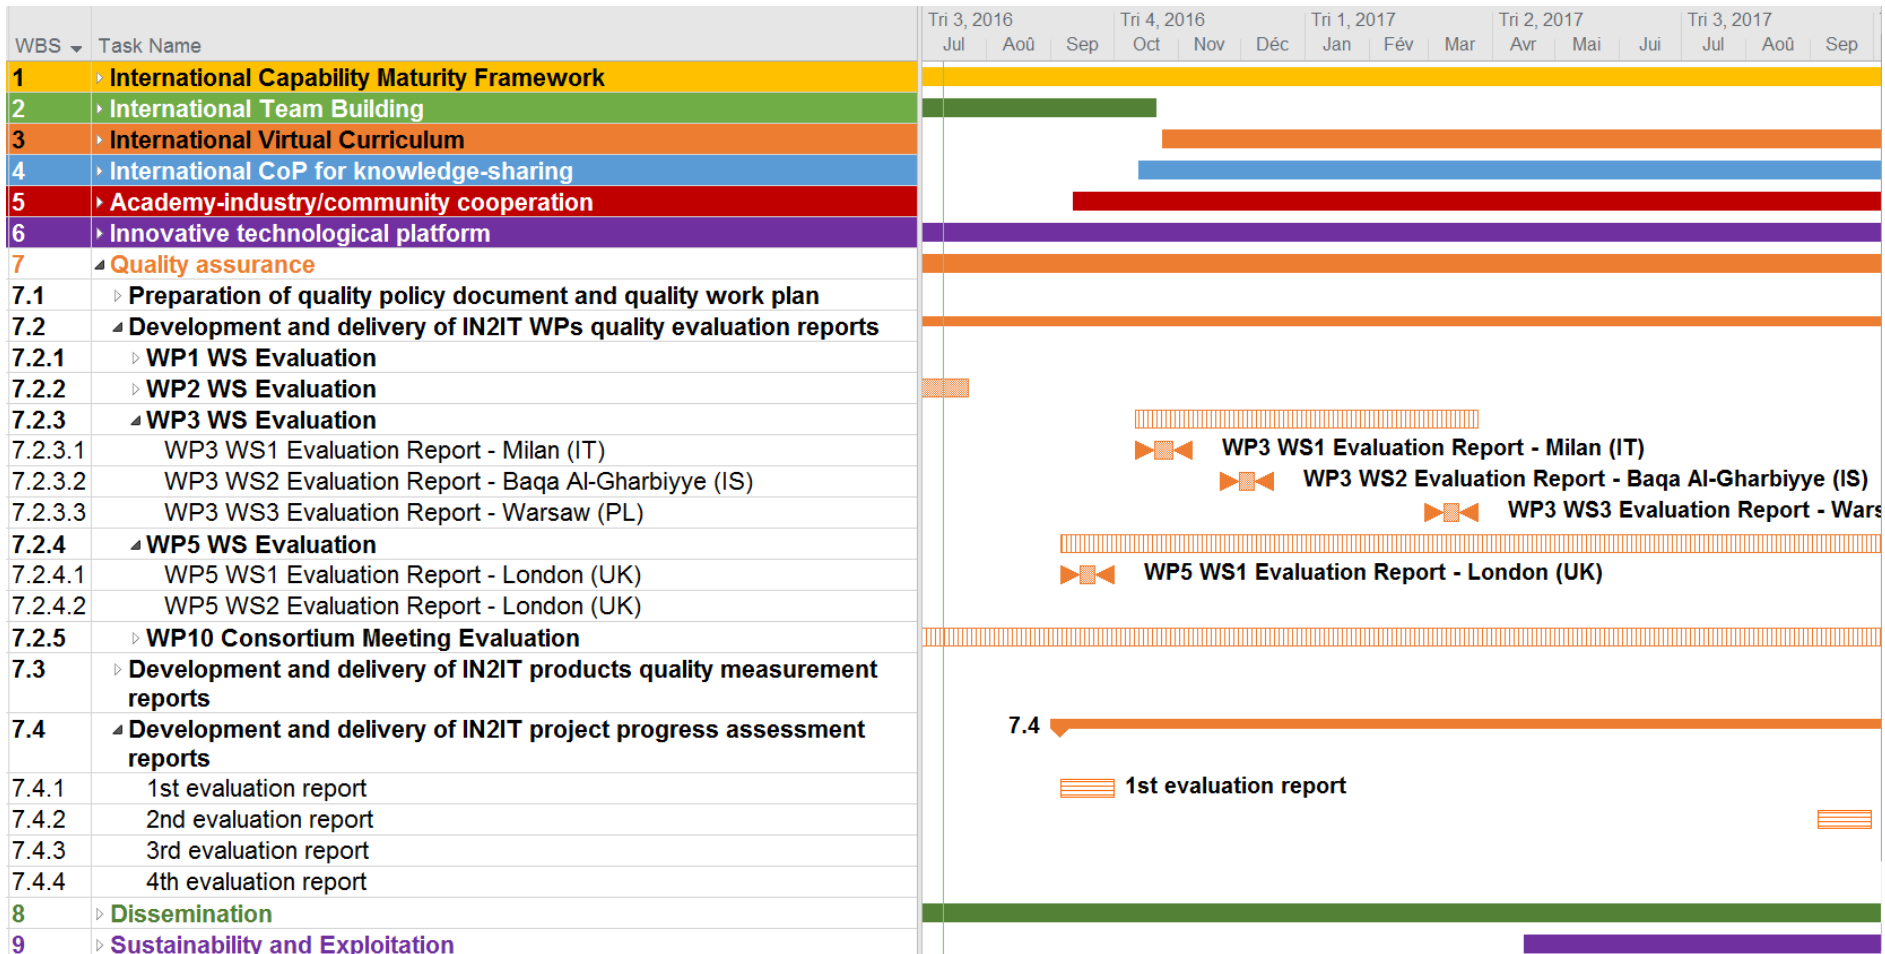 Tri 3, 2016 Tri 4, 2016 Tri 1, 2017 Tri 2, 2017 Tri 3, 2017
WBS Task Name Jul Aoû Sep Oct Nov Déc Jan Fév Mar Avr Mai Jui Jul Aoû Sep
1 International Capability Maturity Framework
2 International Team Building
3 International Virtual Curriculum
4 International CoP for knowledge-sharing
5 Academy-industry/community cooperation
6 Innovative technological platform
7 Quality assurance
7.1 Preparation of quality policy document and quality work plan
7.2 Development and delivery of IN2IT WPs quality evaluation reports
7.2.1 WP1 WS Evaluation
7.2.2 WP2 WS Evaluation
7.2.3 WP3 WS Evaluation
7.2.3.1 WP3 WS1 Evaluation Report - Milan (IT) WP3 WS1 Evaluation Report - Milan (IT)
7.2.3.2 WP3 WS2 Evaluation Report - Baqa Al-Gharbiyye (IS) WP3 WS2 Evaluation Report - Baqa Al-Gharbiyye (IS)
7.2.3.3 WP3 WS3 Evaluation Report - Warsaw (PL) WP3 WS3 Evaluation Report - Wars
7.2.4 WP5 WS Evaluation
7.2.4.1 WP5 WS1 Evaluation Report - London (UK) WP5 WS1 Evaluation Report - London (UK)
7.2.4.2 WP5 WS2 Evaluation Report - London (UK)
7.2.5 WP10 Consortium Meeting Evaluation
7.3 Development and delivery of IN2IT products quality measurement
reports
7.4 Development and delivery of IN2IT project progress assessment 7.4
reports
7.4.1 1st evaluation report 1st evaluation report
7.4.2 2nd evaluation report
7.4.3 3rd evaluation report
7.4.4 4th evaluation report
8 Dissemination
9 Sustainability and Exploitation